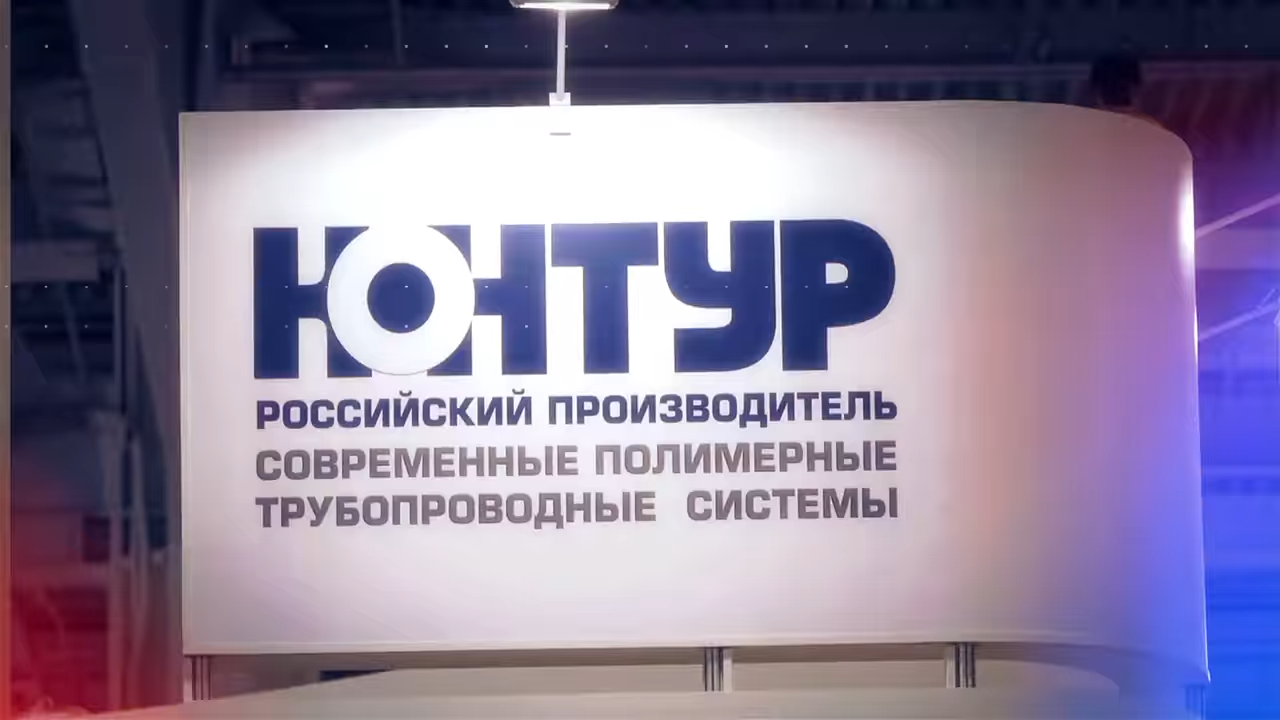 КОНТУР
РОССИЙСКИЙ ПРОИЗВОДИТЕЛЬ
СОВРЕМЕННЫЕ ПОЛИМЕРНЫЕ
ТРУБОПРОВОДНЫЕ СИСТЕМЫ